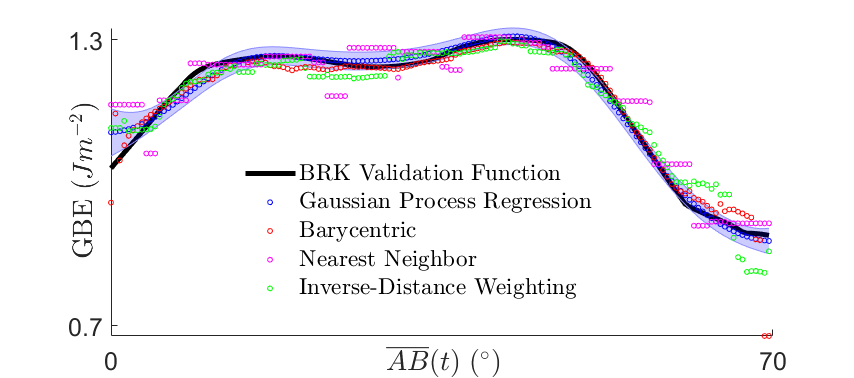 1.3
GBE (Jm⁻²)
BRK Validation Function
Gaussian Process Regression
Barycentric
Nearest Neighbor
Inverse-Distance Weighting
0.7
0
A̅B̅(t) (°)
70